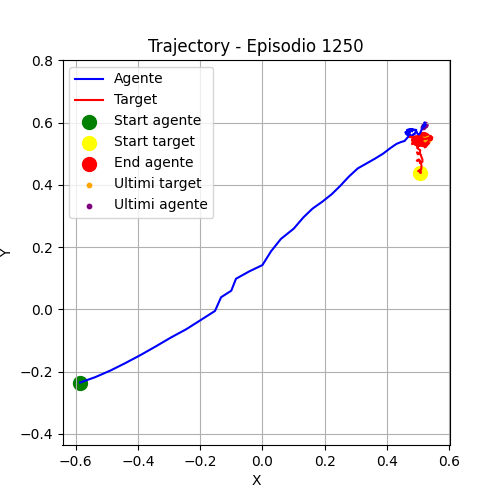 Trajectory - Episodio 1250
Agente
Target
Start agente
Start target
End agente
Ultimi target
Ultimi agente
0.8
0.6
0.4
0.2
0.0
−0.2
−0.4
Y
−0.6
−0.4
−0.2
0.0
0.2
0.4
0.6
X